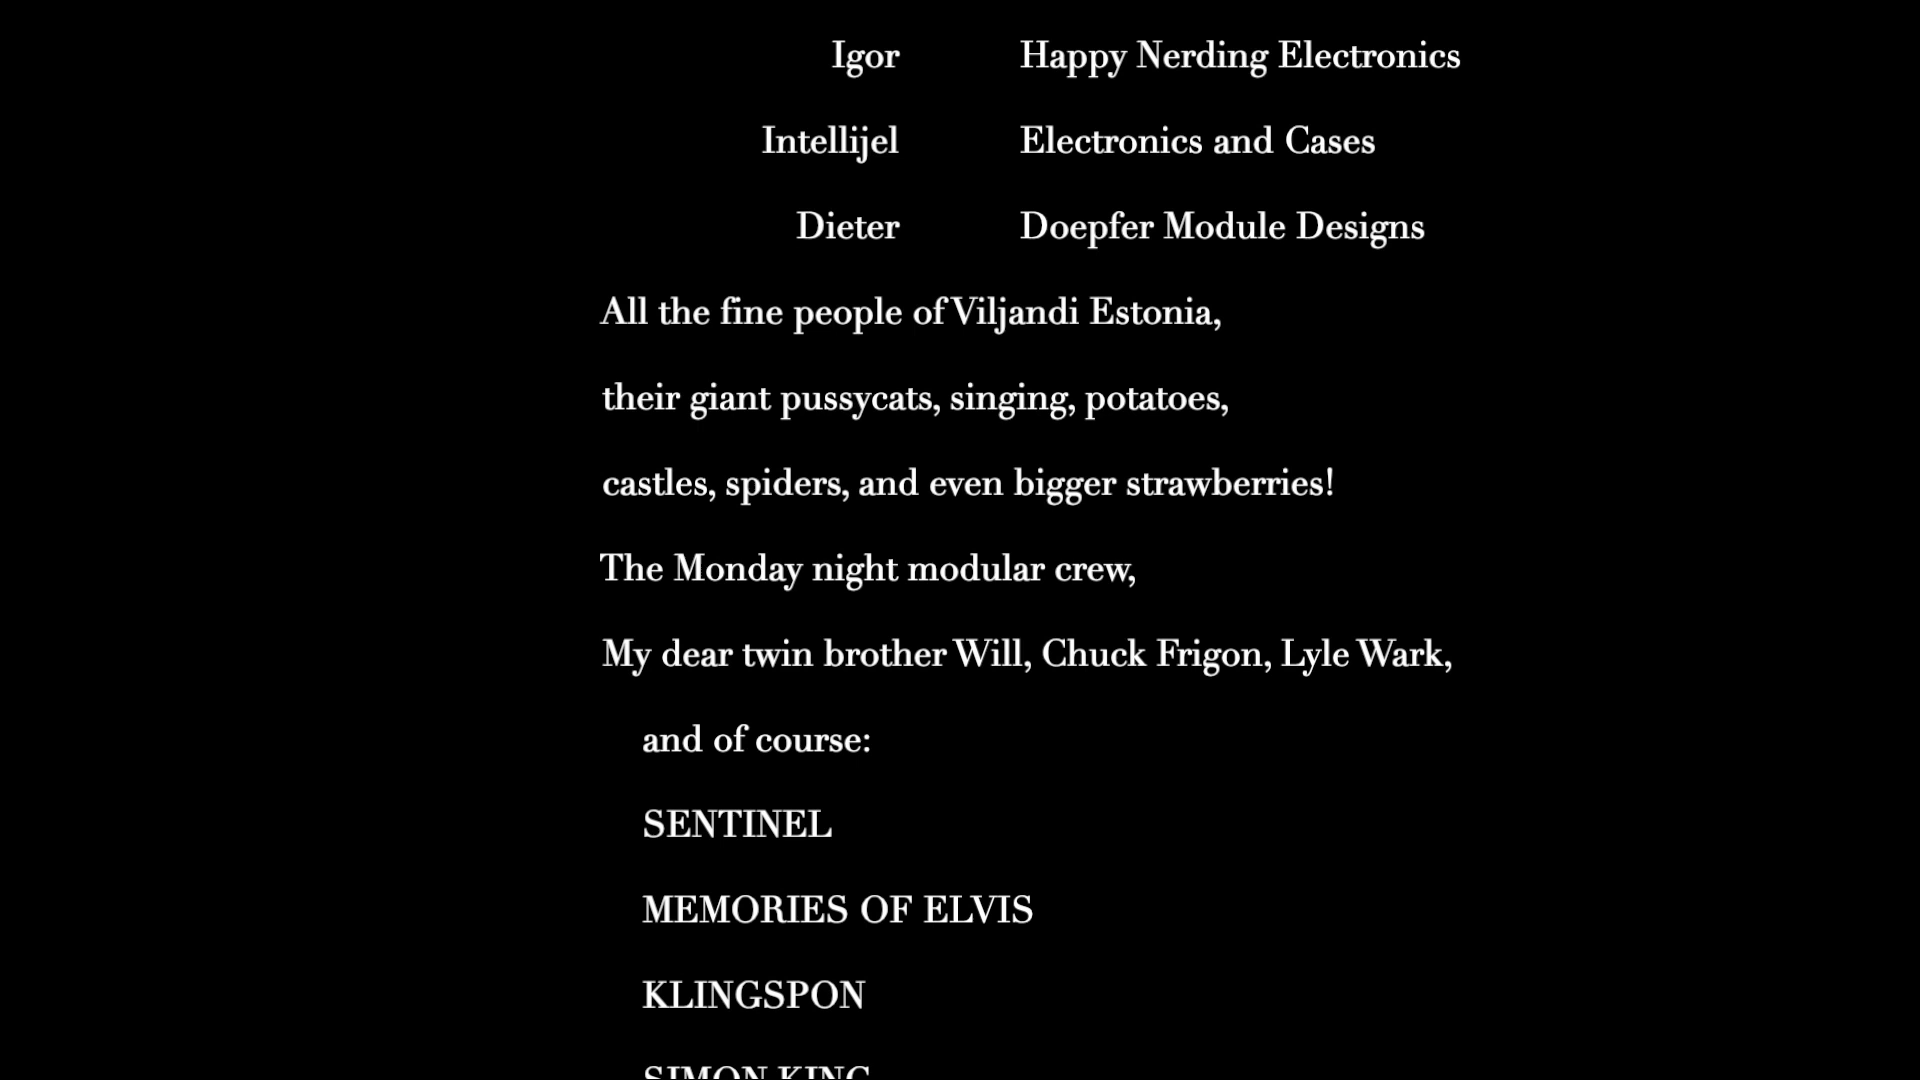 Igor Happy Nerding Electronics
Intellijel Electronics and Cases
Dieter Doepfer Module Designs
All the fine people of Viljandi Estonia,
their giant pussycats, singing, potatoes,
castles, spiders, and even bigger strawberries!
The Monday night modular crew,
My dear twin brother Will, Chuck Frigon, Lyle Wark,
and of course:
SENTINEL
MEMORIES OF ELVIS
KLINGSPON
SIMON KING